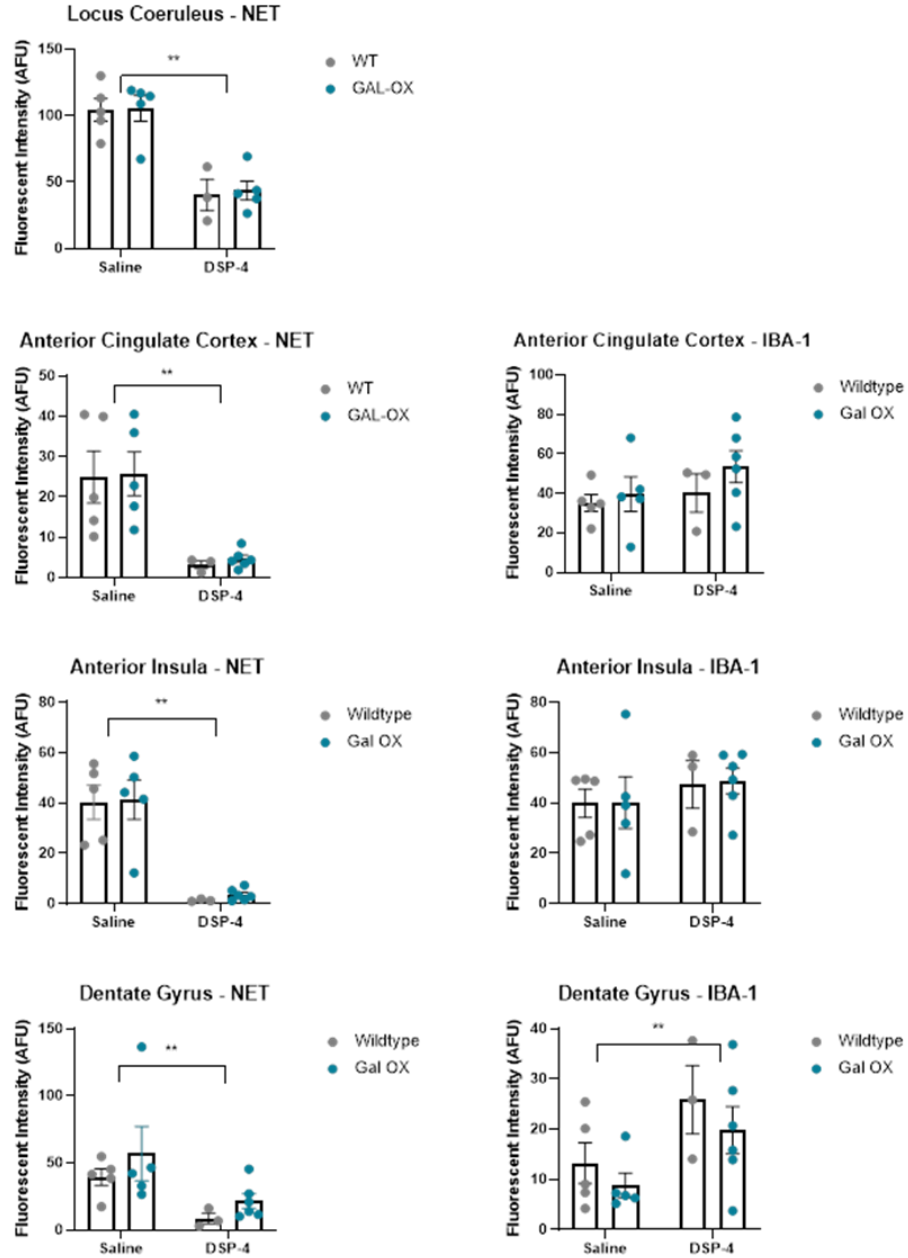 Locus Coeruleus - NET
Fluorescent Intensity (AFU)
150
100
50
0
**
Saline
DSP-4
WT
GAL-OX
Anterior Cingulate Cortex - NET
Fluorescent Intensity (AFU)
50
40
30
20
10
0
**
Saline
DSP-4
WT
GAL-OX
Anterior Cingulate Cortex - IBA-1
Fluorescent Intensity (AFU)
100
80
60
40
20
0
Saline
DSP-4
Wildtype
Gal OX
Anterior Insula - NET
Fluorescent Intensity (AFU)
80
60
40
20
0
**
Saline
DSP-4
Wildtype
Gal OX
Anterior Insula - IBA-1
Fluorescent Intensity (AFU)
80
60
40
20
0
Saline
DSP-4
Wildtype
Gal OX
Dentate Gyrus - NET
Fluorescent Intensity (AFU)
150
100
50
0
**
Saline
DSP-4
Wildtype
Gal OX
Dentate Gyrus - IBA-1
Fluorescent Intensity (AFU)
40
30
20
10
0
**
Saline
DSP-4
Wildtype
Gal OX